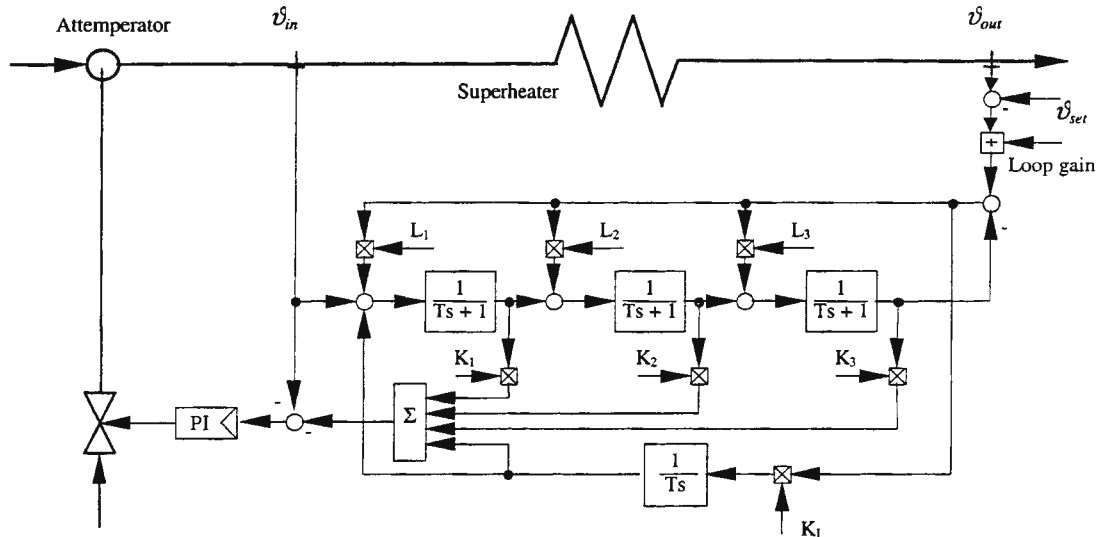 Attemperator
ϑin
ϑout
Superheater
-
ϑset
+
Loop gain
-
L1
L2
L3
1
Ts + 1
1
Ts + 1
1
Ts + 1
K1
K2
K3
-
-
PI
Σ
1
Ts
KI